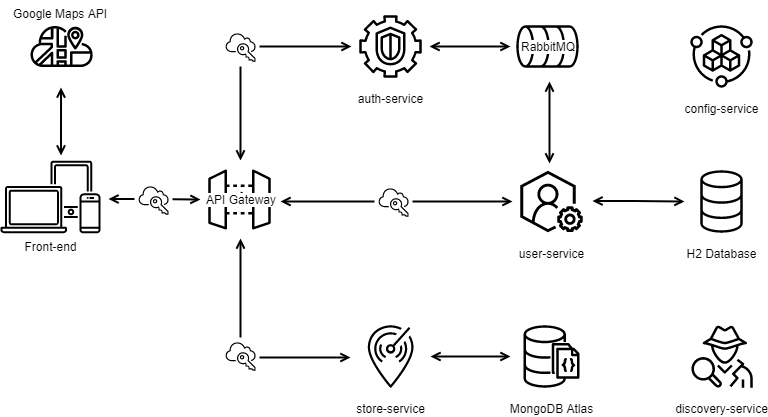 Google Maps API
RabbitMQ
auth-service
config-service
API Gateway
Front-end
user-service
H2 Database
store-service
MongoDB Atlas
discovery-service